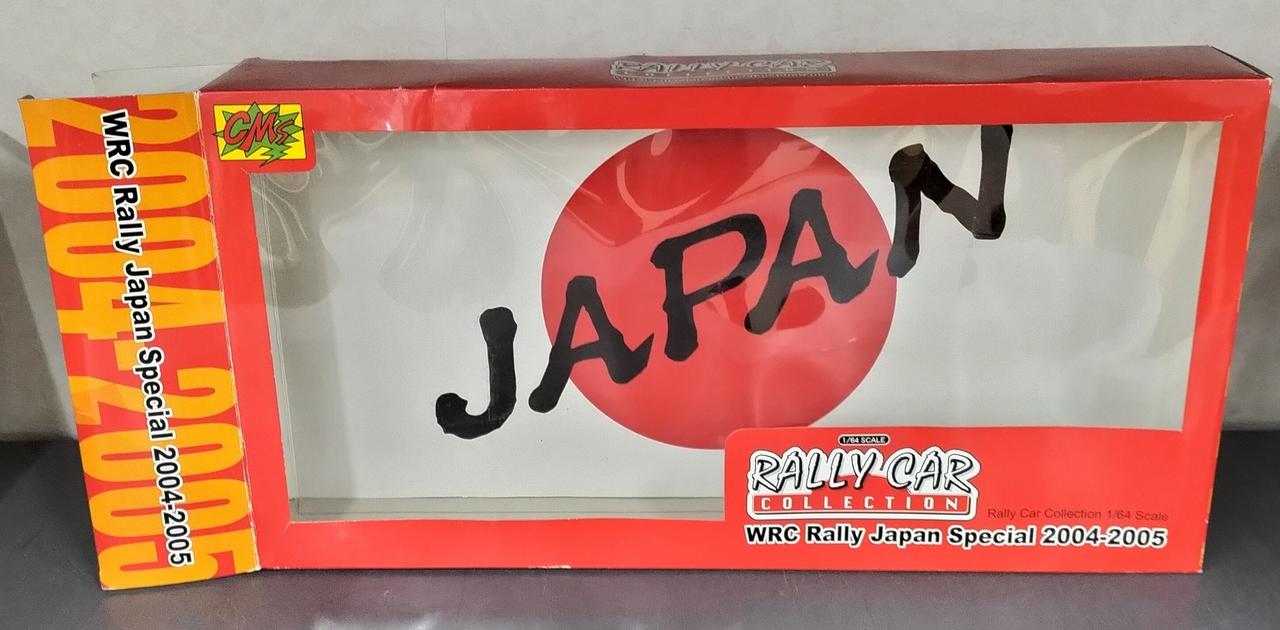 RALLY CAR
COLLECTION
2004-2005
WRC Rally Japan Special 2004-2005
CMs
JAPAN
1/64 SCALE
RALLY CAR
COLLECTION
Rally Car Collection 1/64 Scale
WRC Rally Japan Special 2004-2005